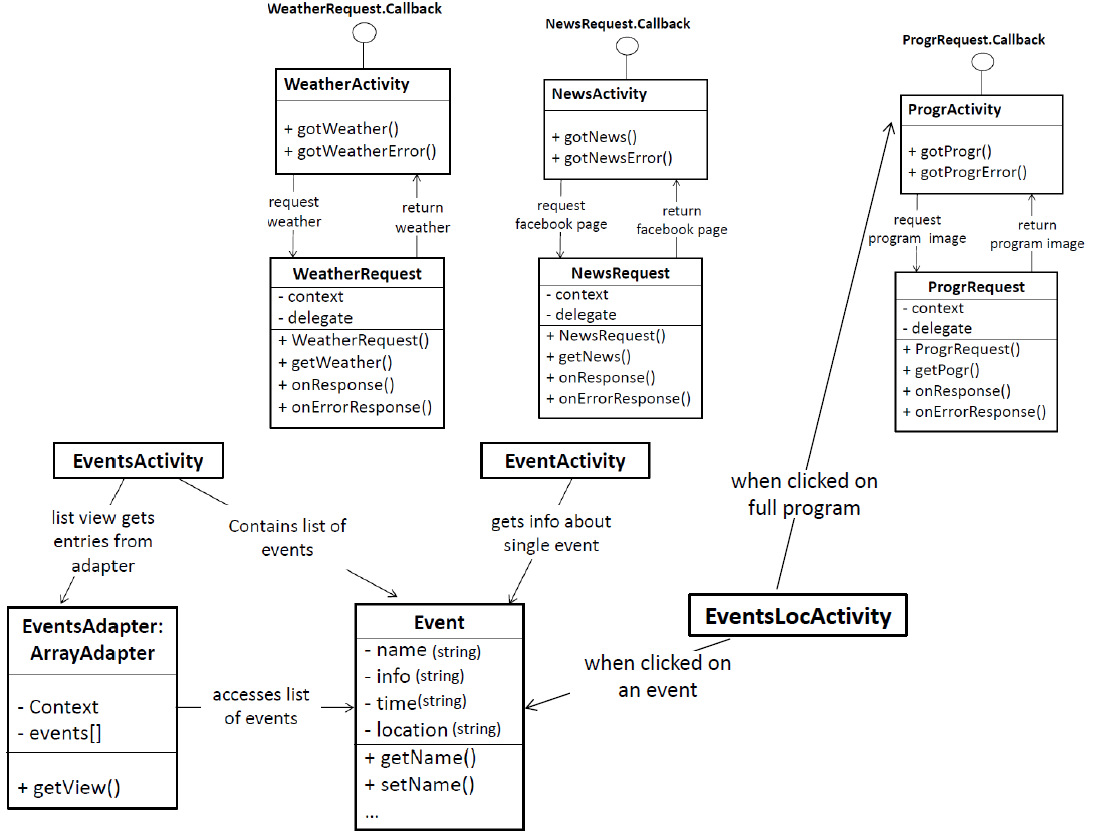 WeatherRequest.Callback
WeatherActivity
+ gotWeather()
+ gotWeatherError()
request
weather
return
weather
WeatherRequest
- context
- delegate
+ WeatherRequest()
+ getWeather()
+ onResponse()
+ onErrorResponse()
NewsRequest.Callback
NewsActivity
+ gotNews()
+ gotNewsError()
request
facebook page
return
facebook page
NewsRequest
- context
- delegate
+ NewsRequest()
+ getNews()
+ onResponse()
+ onErrorResponse()
ProgrRequest.Callback
ProgrActivity
+ gotProgr()
+ gotProgrError()
request
program image
return
program image
ProgrRequest
- context
- delegate
+ ProgrRequest()
+ getPogr()
+ onResponse()
+ onErrorResponse()
EventsActivity
list view gets
entries from
adapter
Contains list of
events
EventActivity
gets info about
single event
when clicked on
full program
EventsAdapter:
ArrayAdapter
- Context
- events[]
+ getView()
accesses list
of events
Event
- name (string)
- info (string)
- time(string)
- location (string)
+ getName()
+ setName()
...
EventsLocActivity
when clicked on
an event